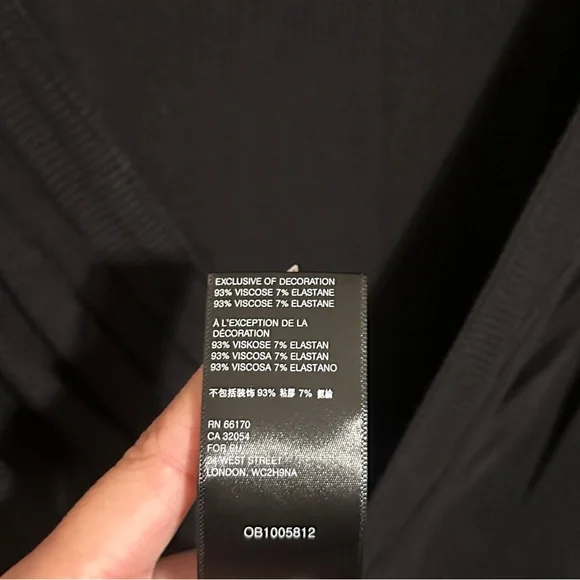 EXCLUSIVE OF DECORATION
93% VISCOSE 7% ELASTANE
93% VISCOSE 7% ELASTANE
À L'EXCEPTION DE LA
DÉCORATION
93% VISKOSE 7% ELASTAN
93% VISCOSA 7% ELASTAN
93% VISCOSA 7% ELASTANO
不包括装饰 93% 粘膠 7% 氨綸
RN 66170
CA 32054
FOR EU
24 WEST STREET
LONDON, WC2H9NA
OB1005812